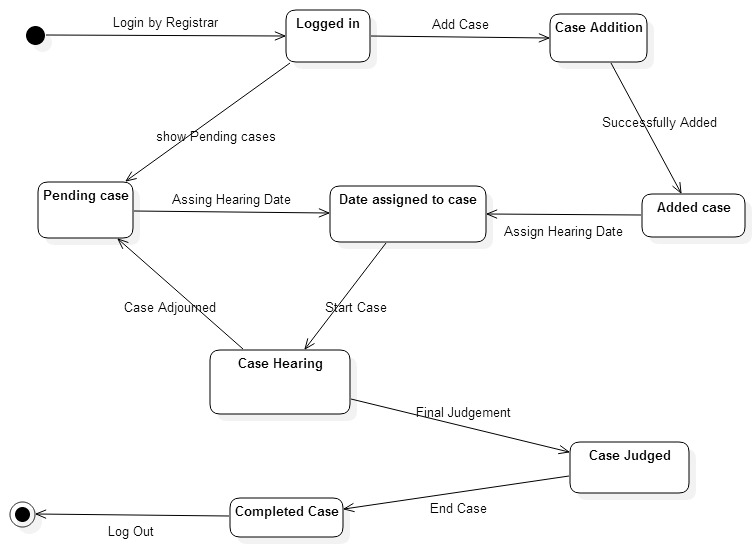 Login by Registrar
Logged in
Add Case
Case Addition
show Pending cases
Successfully Added
Pending case
Assing Hearing Date
Date assigned to case
Added case
Assign Hearing Date
Case Adjourned
Start Case
Case Hearing
Final Judgement
Case Judged
Completed Case
End Case
Log Out